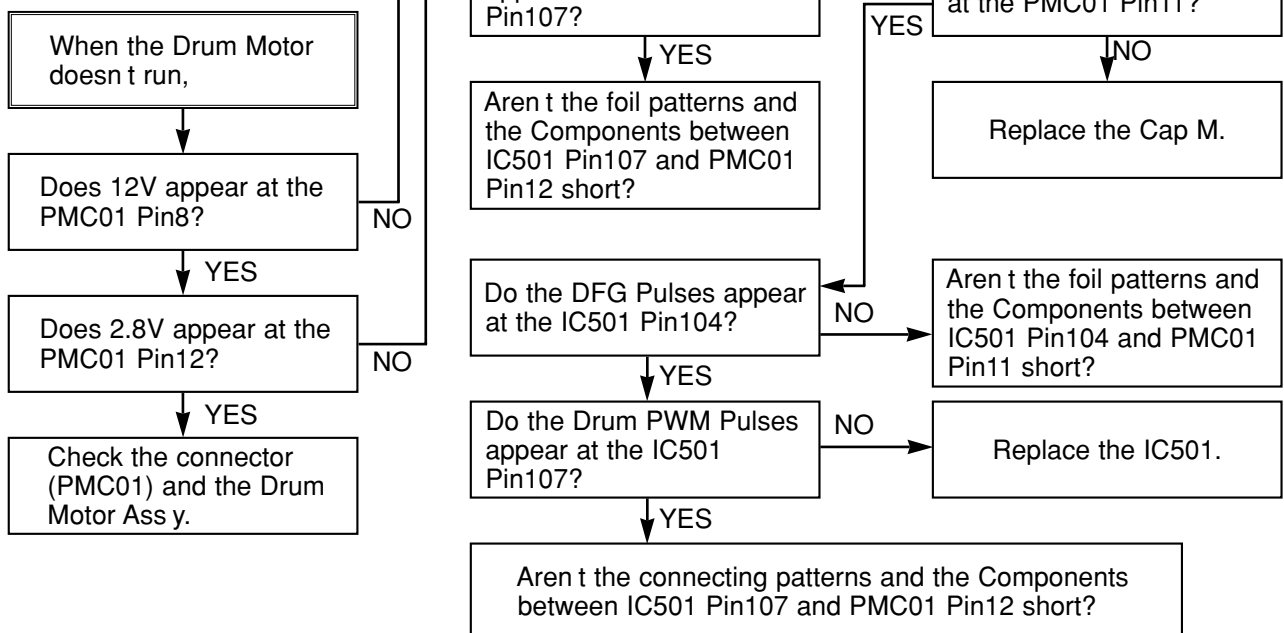 When the Drum Motor
doesn t run,
Does 12V appear at the
PMC01 Pin8?
NO
YES
Does 2.8V appear at the
PMC01 Pin12?
NO
YES
Check the connector
(PMC01) and the Drum
Motor Ass y.
Pin107?
YES
Aren t the foil patterns and
the Components between
IC501 Pin107 and PMC01
Pin12 short?
at the PMC01 Pin11?
YES
NO
Replace the Cap M.
Do the DFG Pulses appear
at the IC501 Pin104?
NO
Aren t the foil patterns and
the Components between
IC501 Pin104 and PMC01
Pin11 short?
YES
Do the Drum PWM Pulses
appear at the IC501
Pin107?
NO
Replace the IC501.
YES
Aren t the connecting patterns and the Components
between IC501 Pin107 and PMC01 Pin12 short?